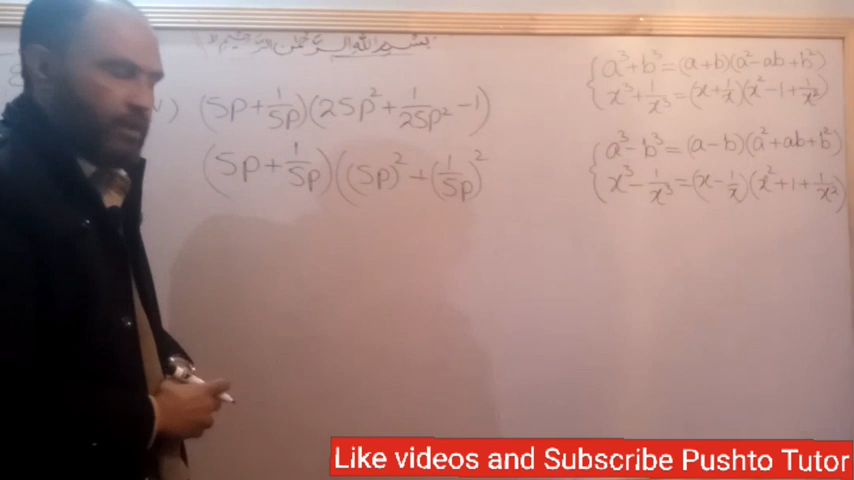 بسم الله الرحمن الرحيم
8
v) (5p+1/5p)(25p²+1/25p²-1)
(5p+1/5p)((5p)²+(1/5p)²
a³+b³=(a+b)(a²-ab+b²)
x³+1/x³=(x+1/x)(x²-1+1/x²)
a³-b³=(a-b)(a²+ab+b²)
x³-1/x³=(x-1/x)(x²+1+1/x²)
Like videos and Subscribe Pushto Tutor